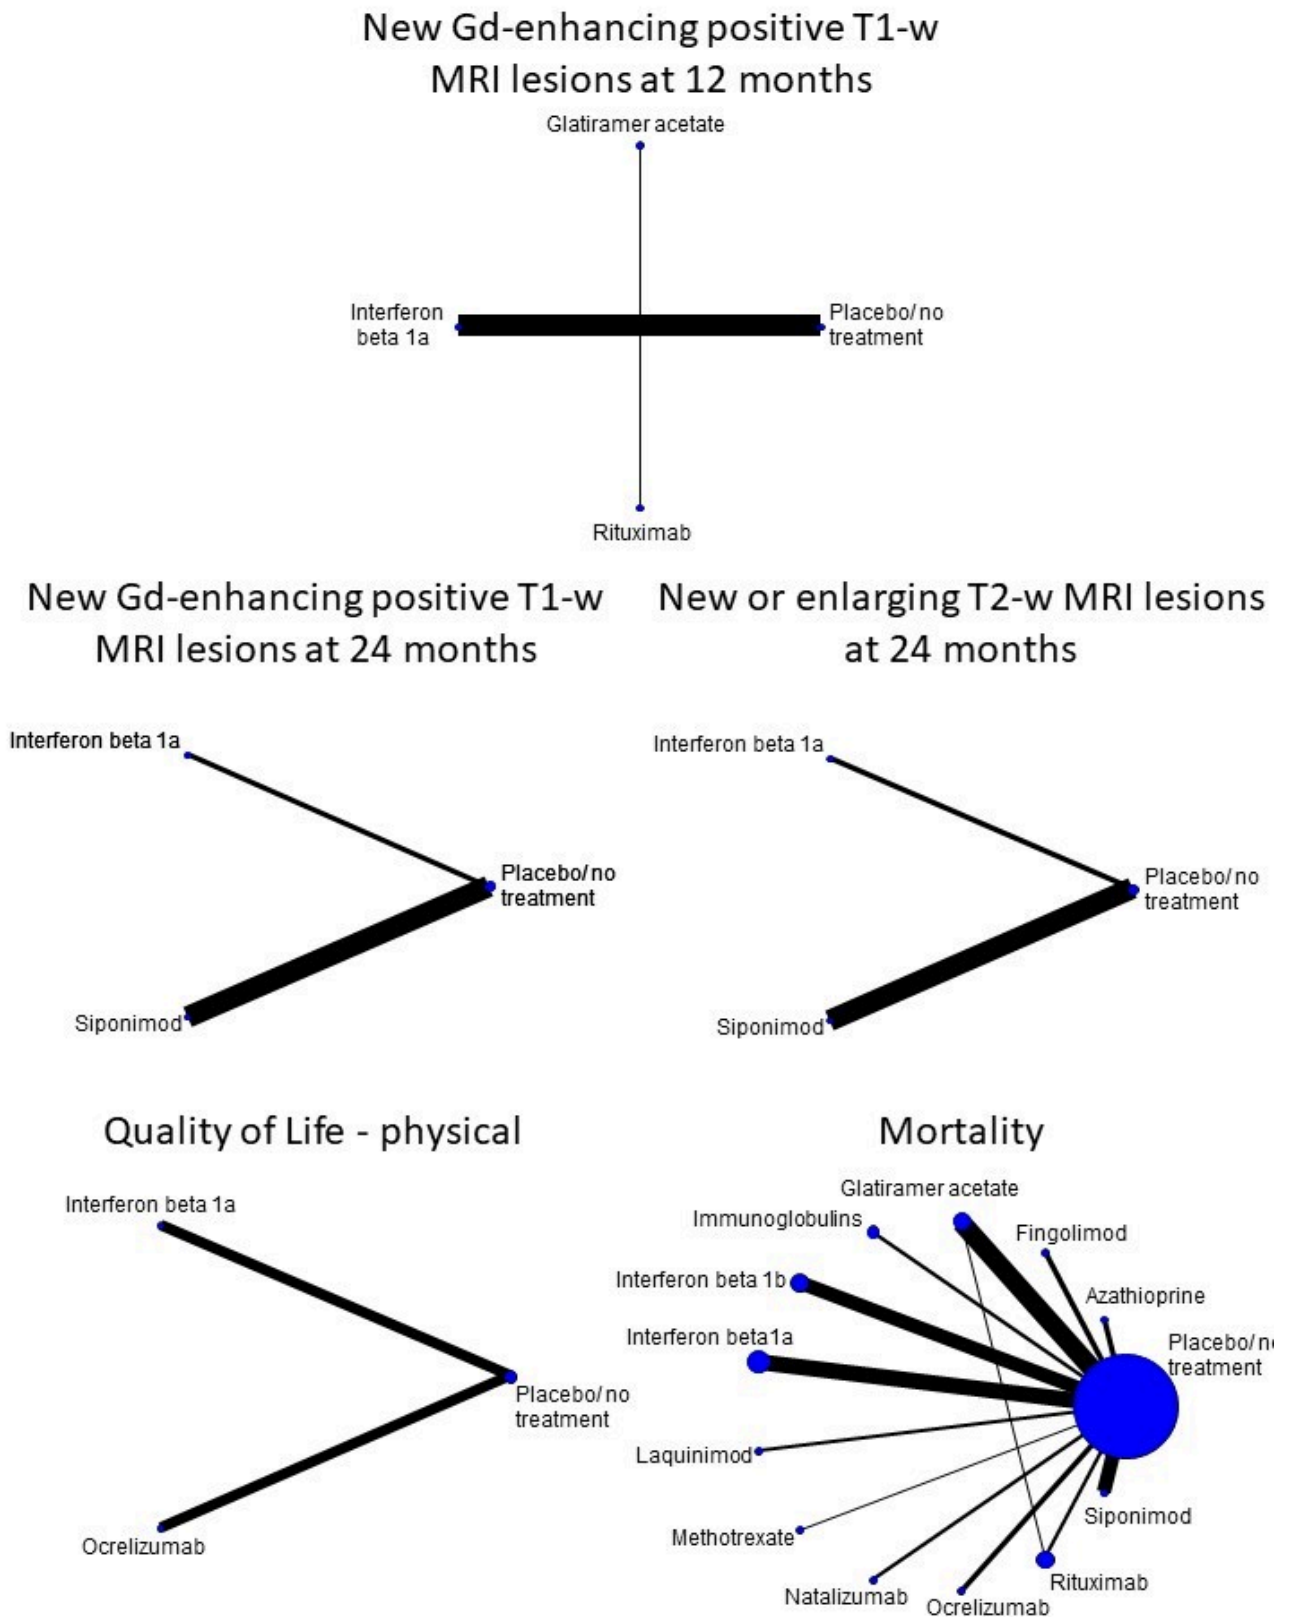 New Gd-enhancing positive T1-w
MRI lesions at 12 months
Glatiramer acetate
Interferon
beta 1a
Placebo/no
treatment
Rituximab
New Gd-enhancing positive T1-w
MRI lesions at 24 months
Interferon beta 1a
Placebo/no
treatment
Siponimod
New or enlarging T2-w MRI lesions
at 24 months
Interferon beta 1a
Placebo/no
treatment
Siponimod
Quality of Life - physical
Interferon beta 1a
Placebo/no
treatment
Ocrelizumab
Mortality
Glatiramer acetate
Immunoglobulins
Fingolimod
Interferon beta 1b
Azathioprine
Interferon beta1a
Placebo/n
treatment
Laquinimod
Siponimod
Methotrexate
Rituximab
Natalizumab
Ocrelizumab